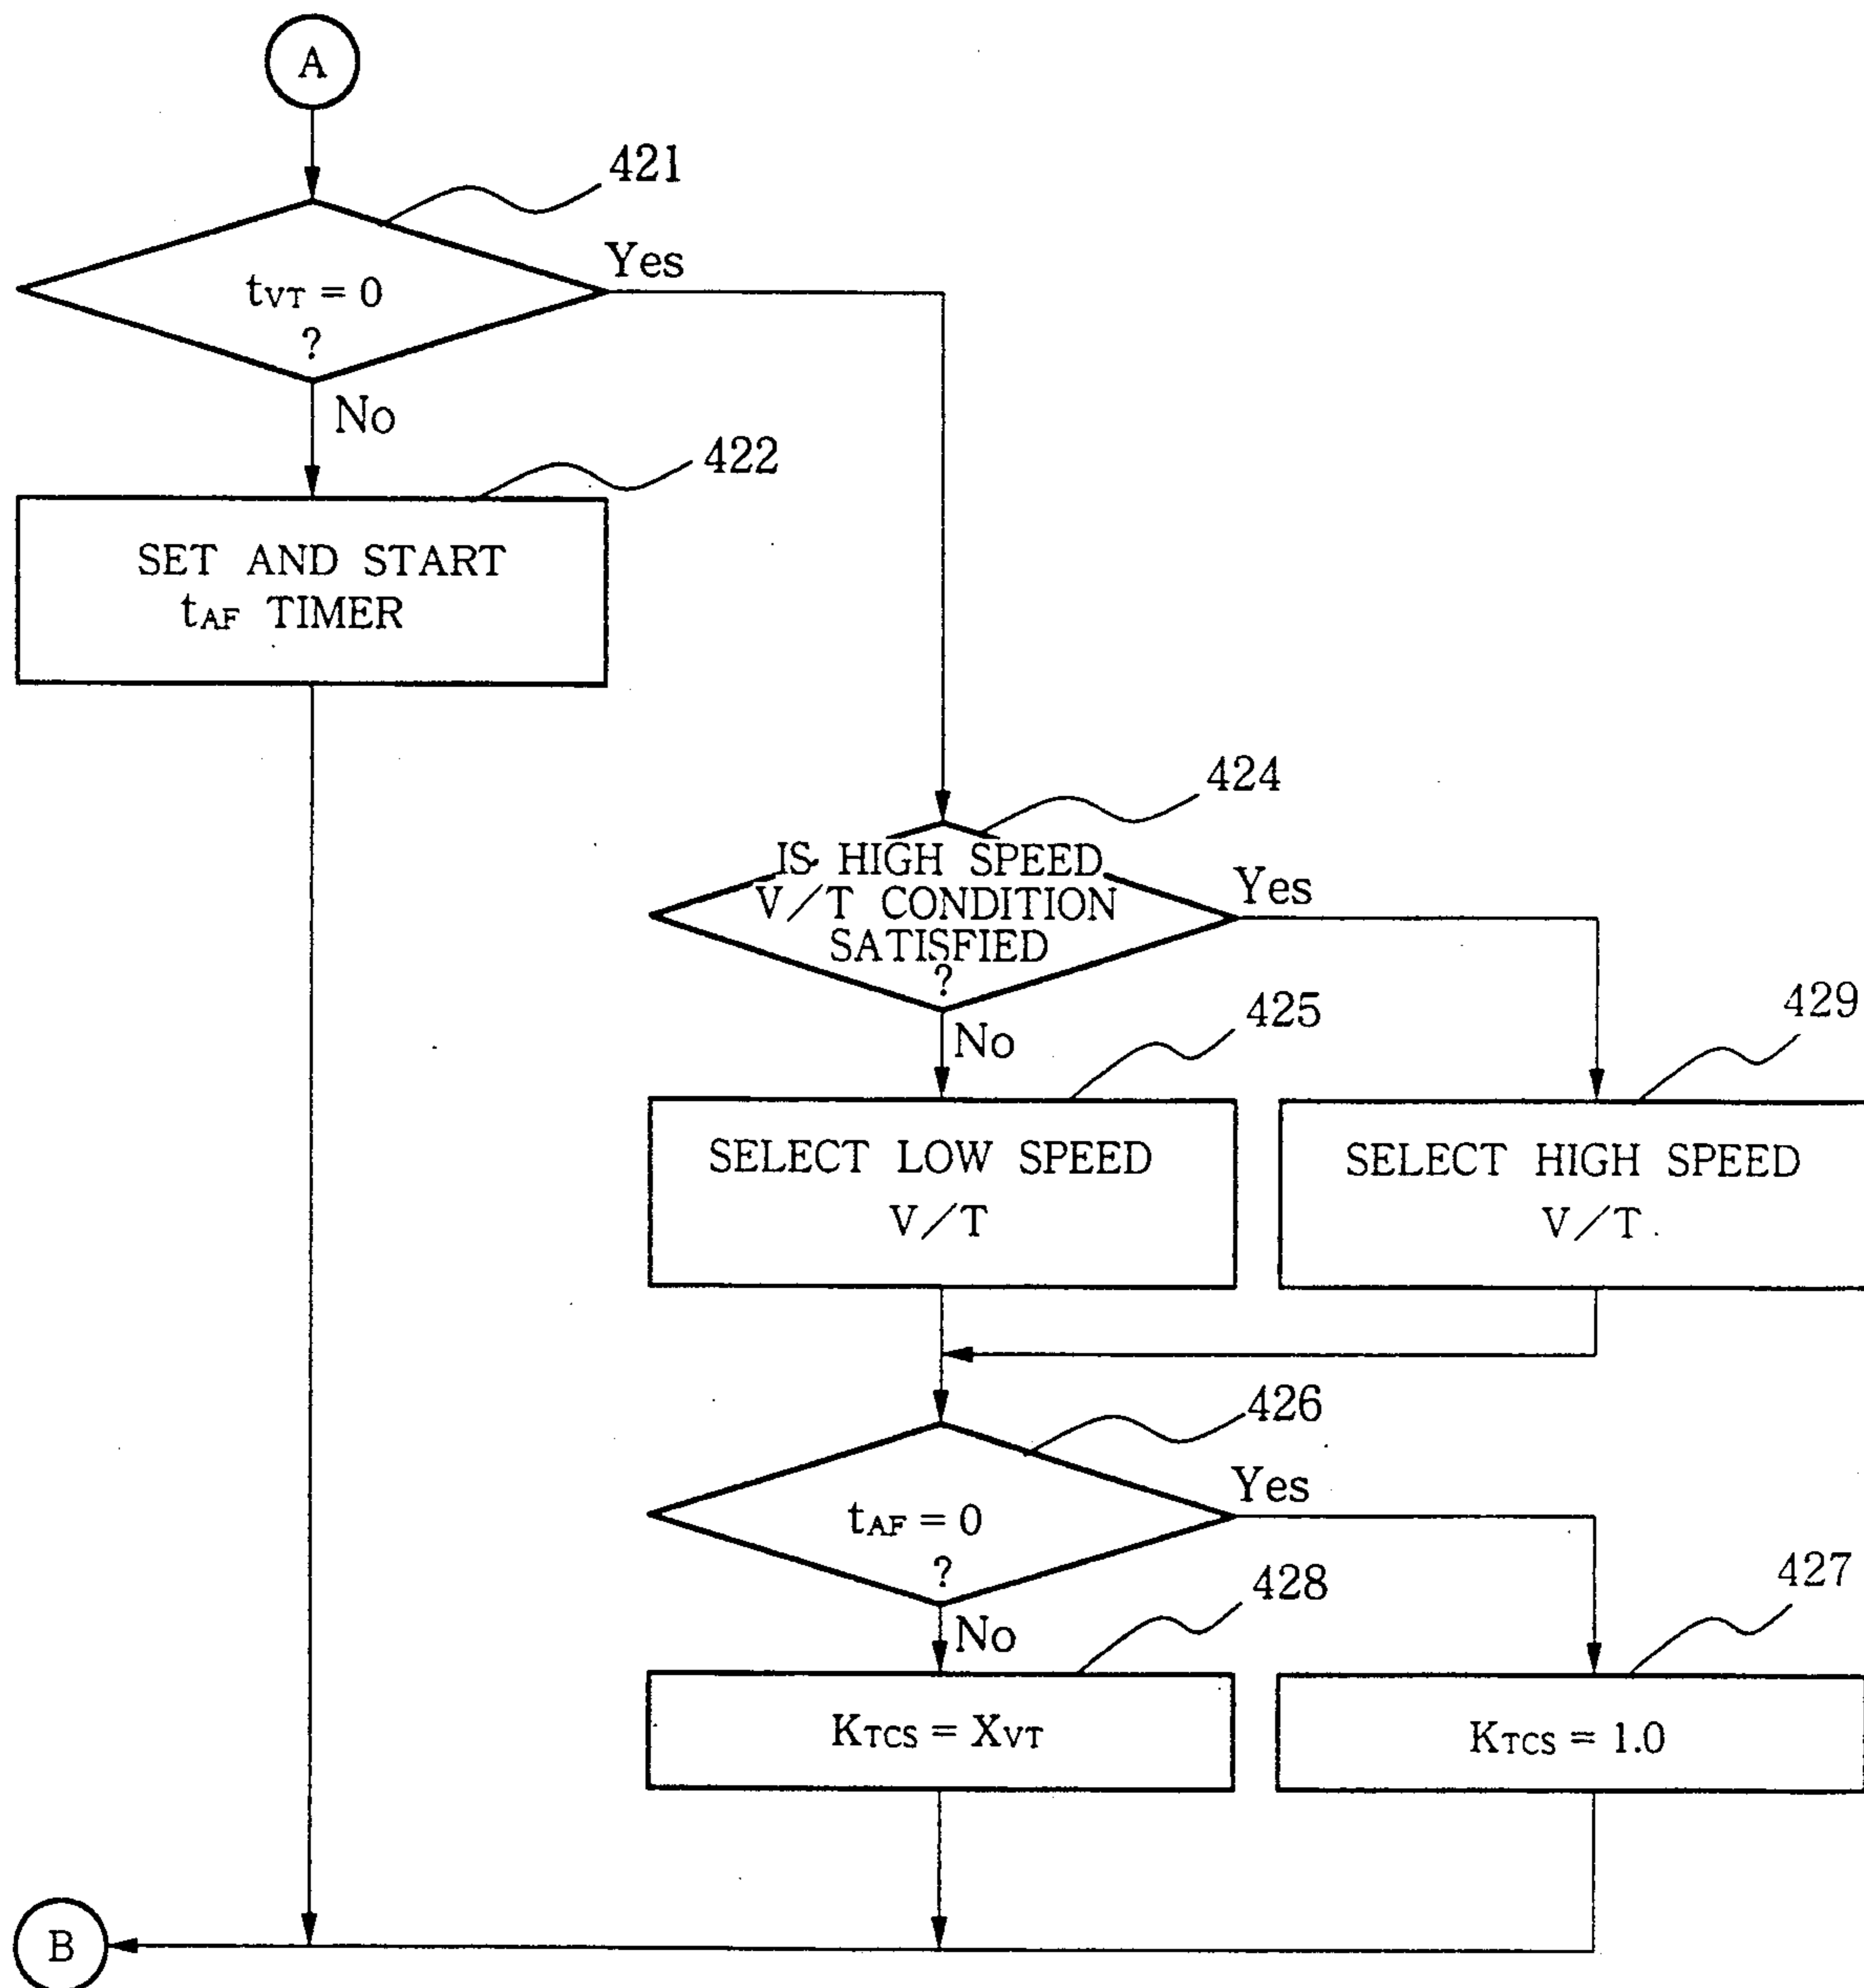 A
421
Yes
tVT = 0
?
No
422
SET AND START
tAF TIMER
424
IS HIGH SPEED
V/T CONDITION
SATISFIED
?
Yes
No
425
429
SELECT LOW SPEED
V/T
SELECT HIGH SPEED
V/T
426
Yes
tAF = 0
?
No
428
427
KTCS = XVT
KTCS = 1.0
B